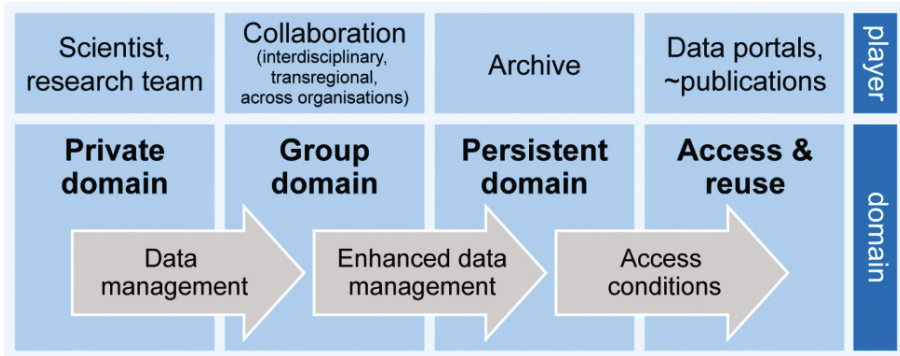 Scientist,
research team
Collaboration
(interdisciplinary,
transregional,
across organisations)
Archive
Data portals,
~publications
player
Private
domain
Group
domain
Persistent
domain
Access &
reuse
domain
Data
management
Enhanced data
management
Access
conditions